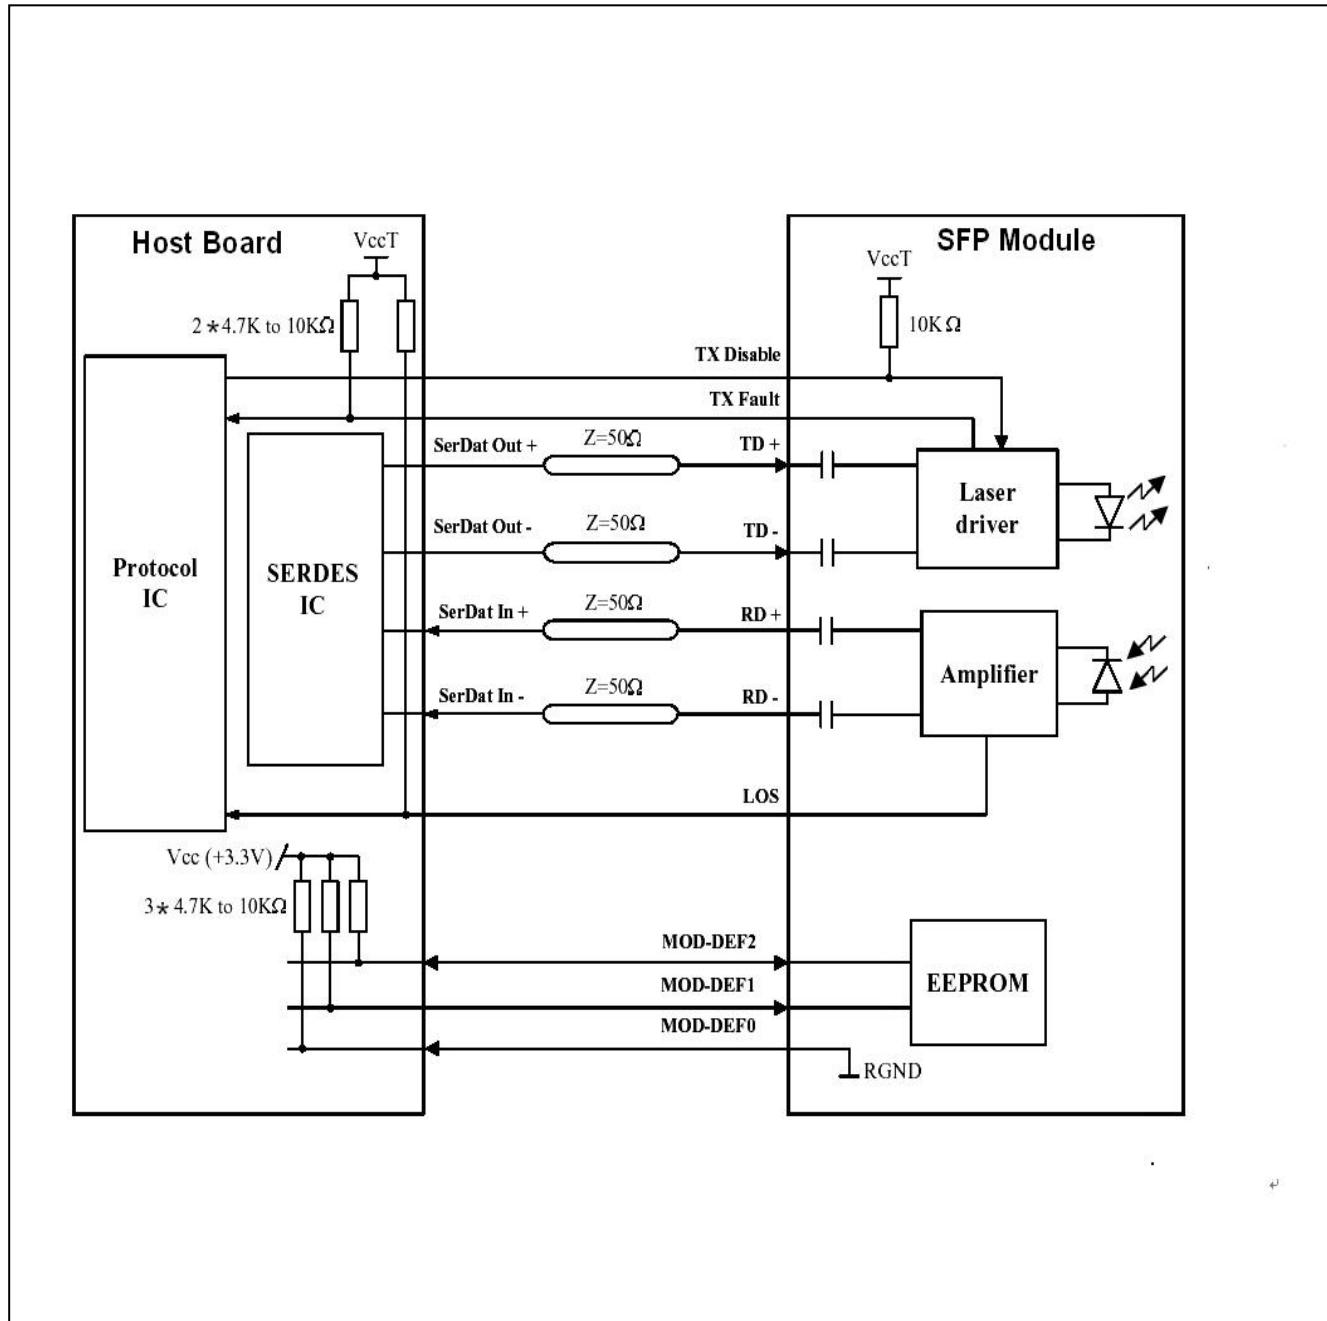 Host Board
SFP Module
VccT
VccT
2*4.7K to 10KΩ
10KΩ
TX Disable
TX Fault
SerDat Out +
Z=50Ω
TD +
SerDat Out -
Z=50Ω
TD -
Laser
driver
Protocol
IC
SERDES
IC
SerDat In +
Z=50Ω
RD +
SerDat In -
Z=50Ω
RD -
Amplifier
LOS
Vcc (+3.3V)
3*4.7K to 10KΩ
MOD-DEF2
MOD-DEF1
MOD-DEF0
EEPROM
RGND